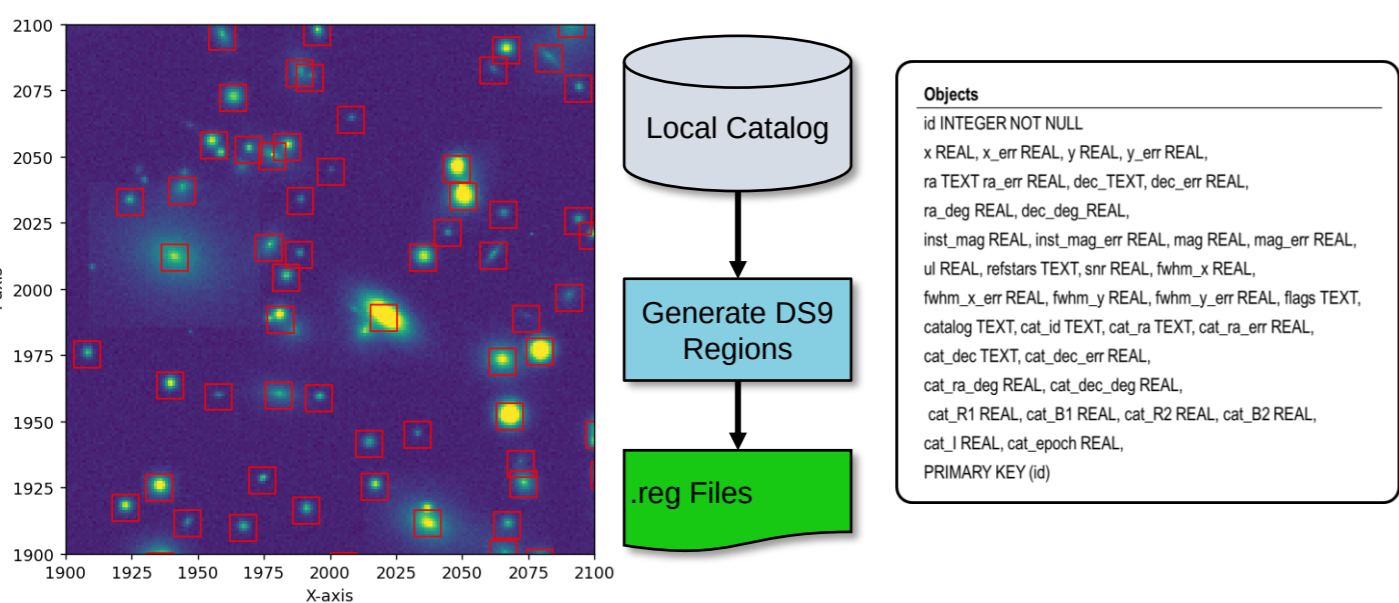 2100
2075
2050
2025
2000
1975
1950
1925
1900
1900 1925 1950 1975 2000 2025 2050 2075 2100
X-axis
Local Catalog
Generate DS9
Regions
.reg Files
Objects
id INTEGER NOT NULL
x REAL, x_err REAL, y REAL, y_err REAL,
ra TEXT ra_err REAL, dec_TEXT, dec_err REAL,
ra_deg REAL, dec_deg_REAL,
inst_mag REAL, inst_mag_err REAL, mag REAL, mag_err REAL,
ul REAL, refstars TEXT, snr REAL, fwhm_x REAL,
fwhm_x_err REAL, fwhm_y REAL, fwhm_y_err REAL, flags TEXT,
catalog TEXT, cat_id TEXT, cat_ra TEXT, cat_ra_err REAL,
cat_dec TEXT, cat_dec_err REAL,
cat_ra_deg REAL, cat_dec_deg REAL,
cat_R1 REAL, cat_B1 REAL, cat_R2 REAL, cat_B2 REAL,
cat_I REAL, cat_epoch REAL,
PRIMARY KEY (id)